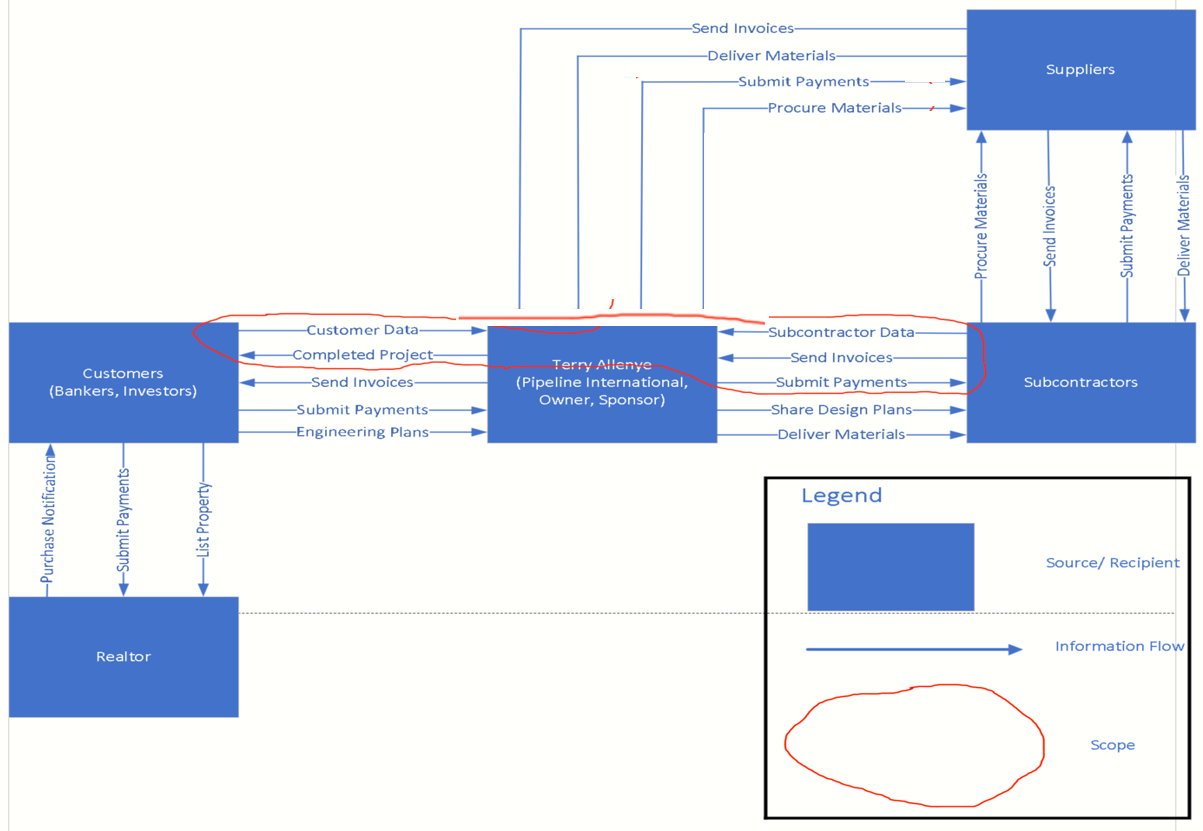 Send Invoices
Deliver Materials
Submit Payments
Procure Materials
Suppliers
Procure Materials
Send Invoices
Submit Payments
Deliver Materials
Customer Data
Completed Project
Send Invoices
Submit Payments
Engineering Plans
Customers
(Bankers, Investors)
Terry Allenye
(Pipeline International,
Owner, Sponsor)
Subcontractor Data
Send Invoices
Submit Payments
Share Design Plans
Deliver Materials
Subcontractors
Purchase Notification
Submit Payments
List Property
Realtor
Legend
Source/ Recipient
Information Flow
Scope